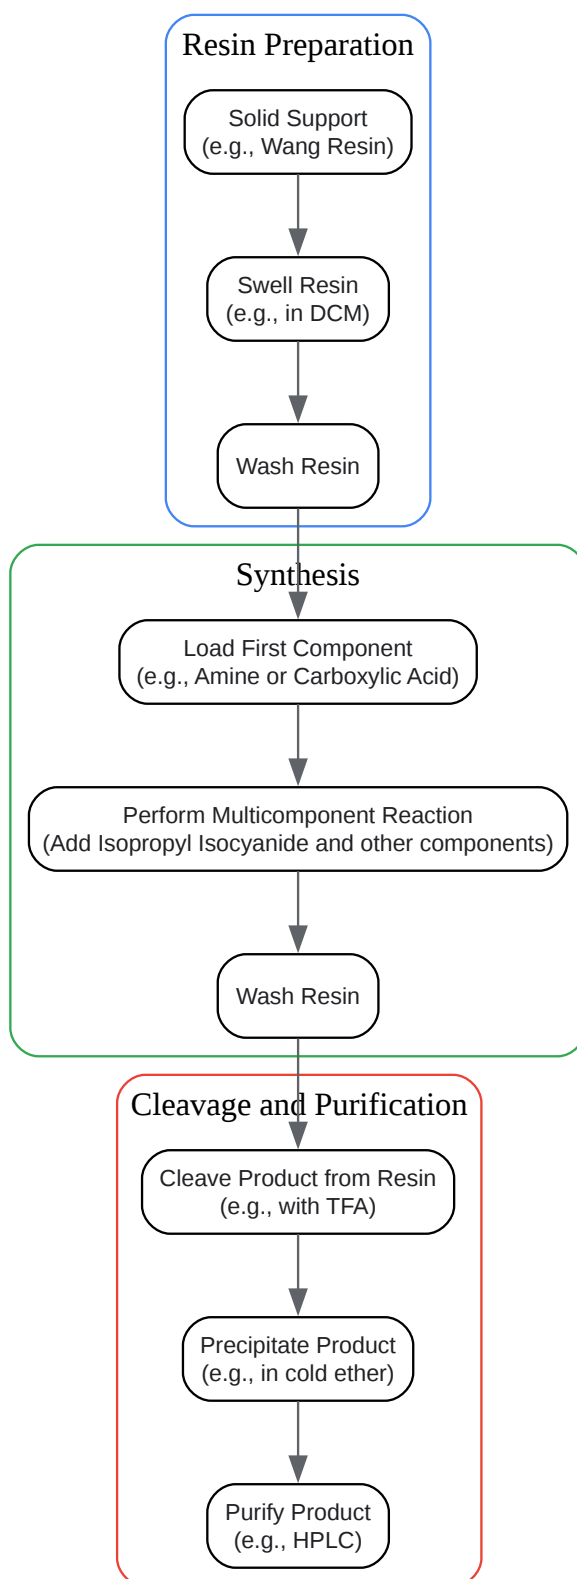 Resin Preparation
Solid Support
(e.g., Wang Resin)
Swell Resin
(e.g., in DCM)
Wash Resin
Synthesis
Load First Component
(e.g., Amine or Carboxylic Acid)
Perform Multicomponent Reaction
(Add Isopropyl Isocyanide and other components)
Wash Resin
Cleavage and Purification
Cleave Product from Resin
(e.g., with TFA)
Precipitate Product
(e.g., in cold ether)
Purify Product
(e.g., HPLC)